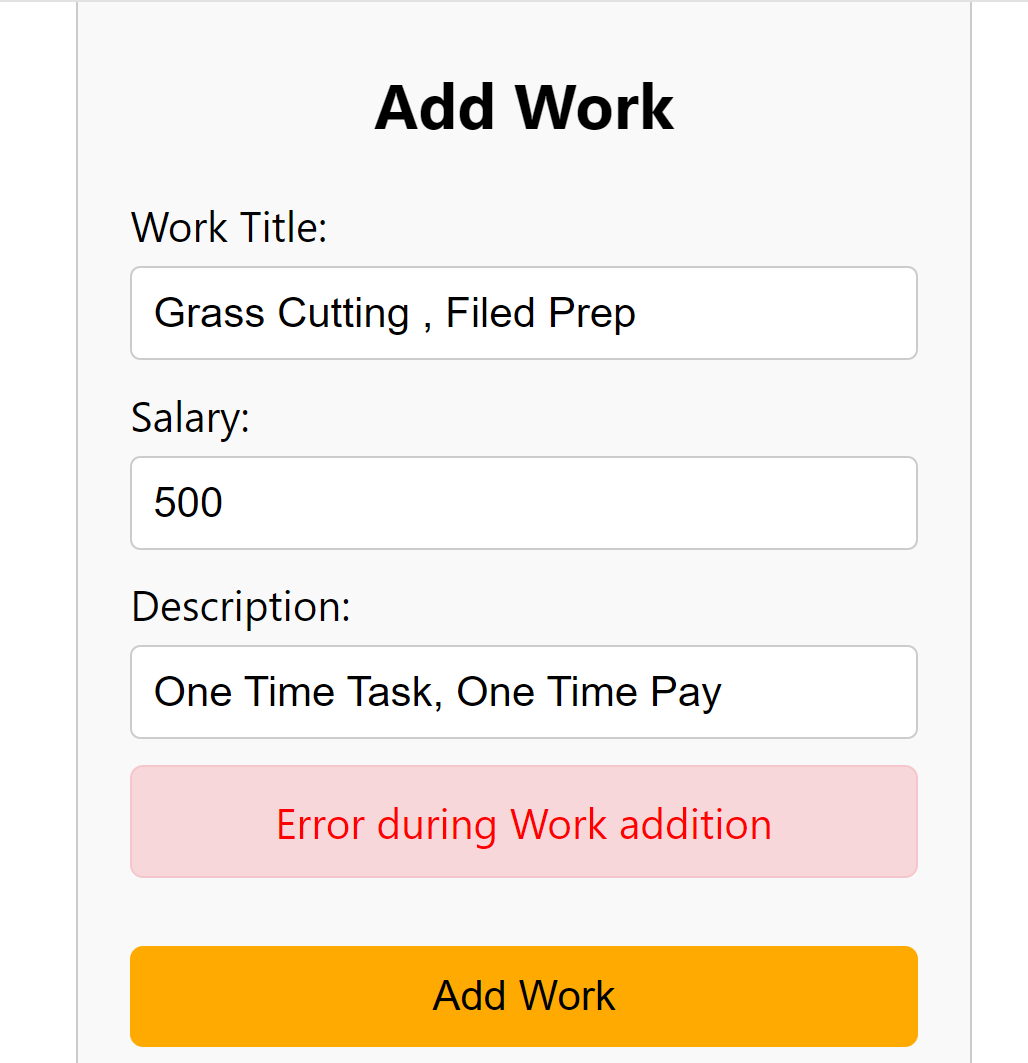 Add Work
Work Title:
Grass Cutting , Filed Prep
Salary:
500
Description:
One Time Task, One Time Pay
Error during Work addition
Add Work